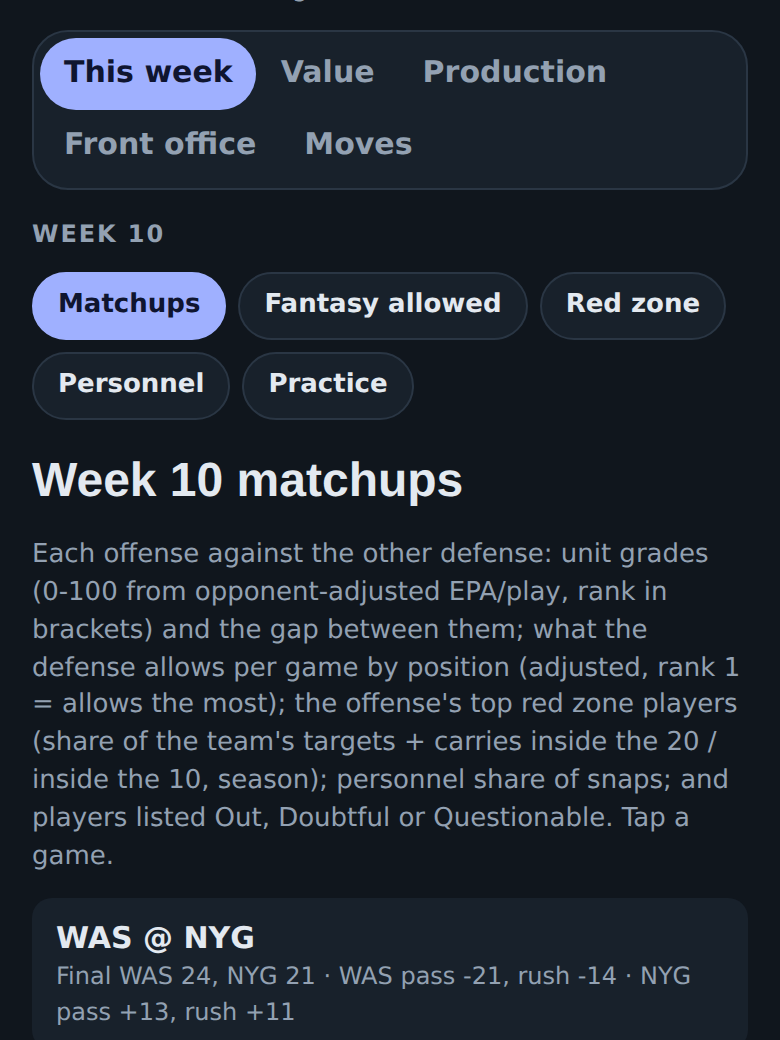 This week Value Production
Front office Moves
WEEK 10
Matchups Fantasy allowed Red zone
Personnel Practice
Week 10 matchups
Each offense against the other defense: unit grades
(0-100 from opponent-adjusted EPA/play, rank in
brackets) and the gap between them; what the
defense allows per game by position (adjusted, rank 1
= allows the most); the offense's top red zone players
(share of the team's targets + carries inside the 20 /
inside the 10, season); personnel share of snaps; and
players listed Out, Doubtful or Questionable. Tap a
game.
WAS @ NYG
Final WAS 24, NYG 21 · WAS pass -21, rush -14 · NYG
pass +13, rush +11